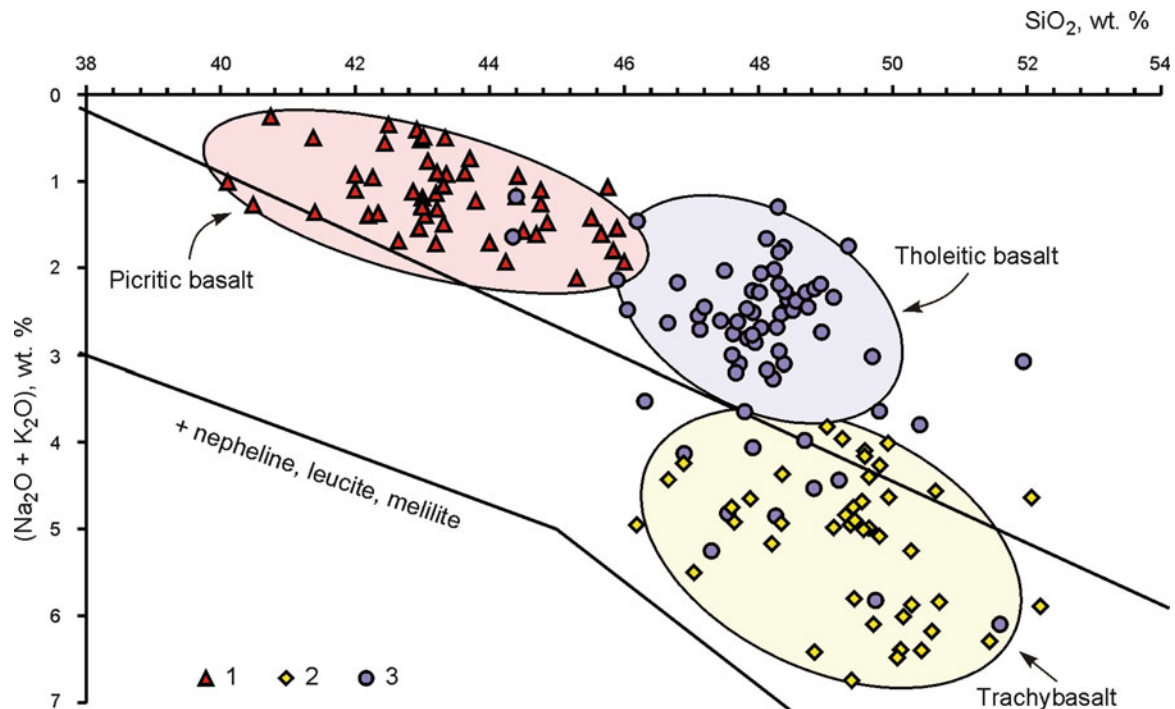 SiO2, wt. %
38 40 42 44 46 48 50 52 54
0
1
2
3
4
5
6
7
(Na2O + K2O), wt. %
Picritic basalt
Tholeitic basalt
+ nepheline, leucite, melilite
Trachybasalt
1 2 3